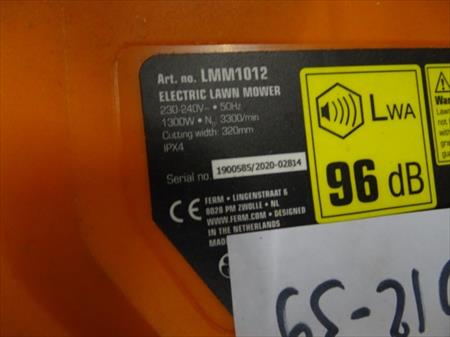 Art. no. LMM1012
ELECTRIC LAWN MOWER
230-240V~ • 50Hz
1300W • N₀ 3300/min
Cutting width: 320mm
IPX4
Serial no. 1900585/2020-02814
CE
FERM • LINGENSTRAAT 6
8028 PM ZWOLLE • NL
WWW.FERM.COM • DESIGNED
IN THE NETHERLANDS
MAD
LWA
96 dB